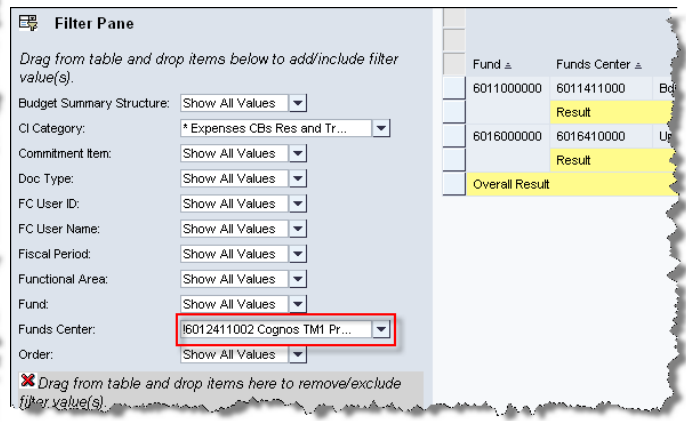 Filter Pane
Drag from table and drop items below to add/include filter
value(s).
Budget Summary Structure: Show All Values
CI Category: * Expenses CBs Res and Tr...
Commitment Item: Show All Values
Doc Type: Show All Values
FC User ID: Show All Values
FC User Name: Show All Values
Fiscal Period: Show All Values
Functional Area: Show All Values
Fund: Show All Values
Funds Center: !6012411002 Cognos TM1 Pr...
Order: Show All Values
Drag from table and drop items here to remove/exclude
filter value(s).
Fund Funds Center
6011000000 6011411000
Result
6016000000 6016410000
Result
Overall Result